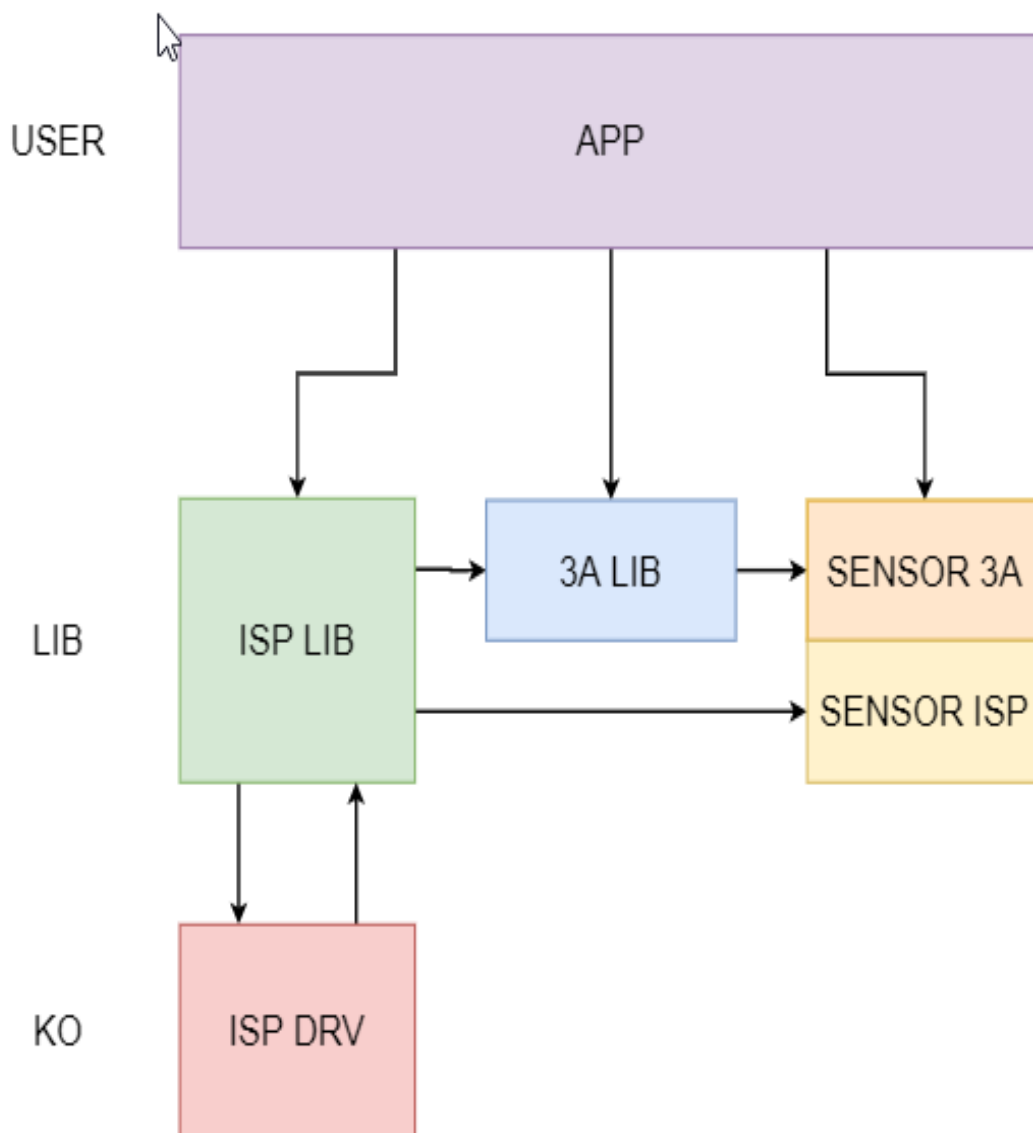 USER
APP
LIB
ISP LIB
3A LIB
SENSOR 3A
SENSOR ISP
KO
ISP DRV